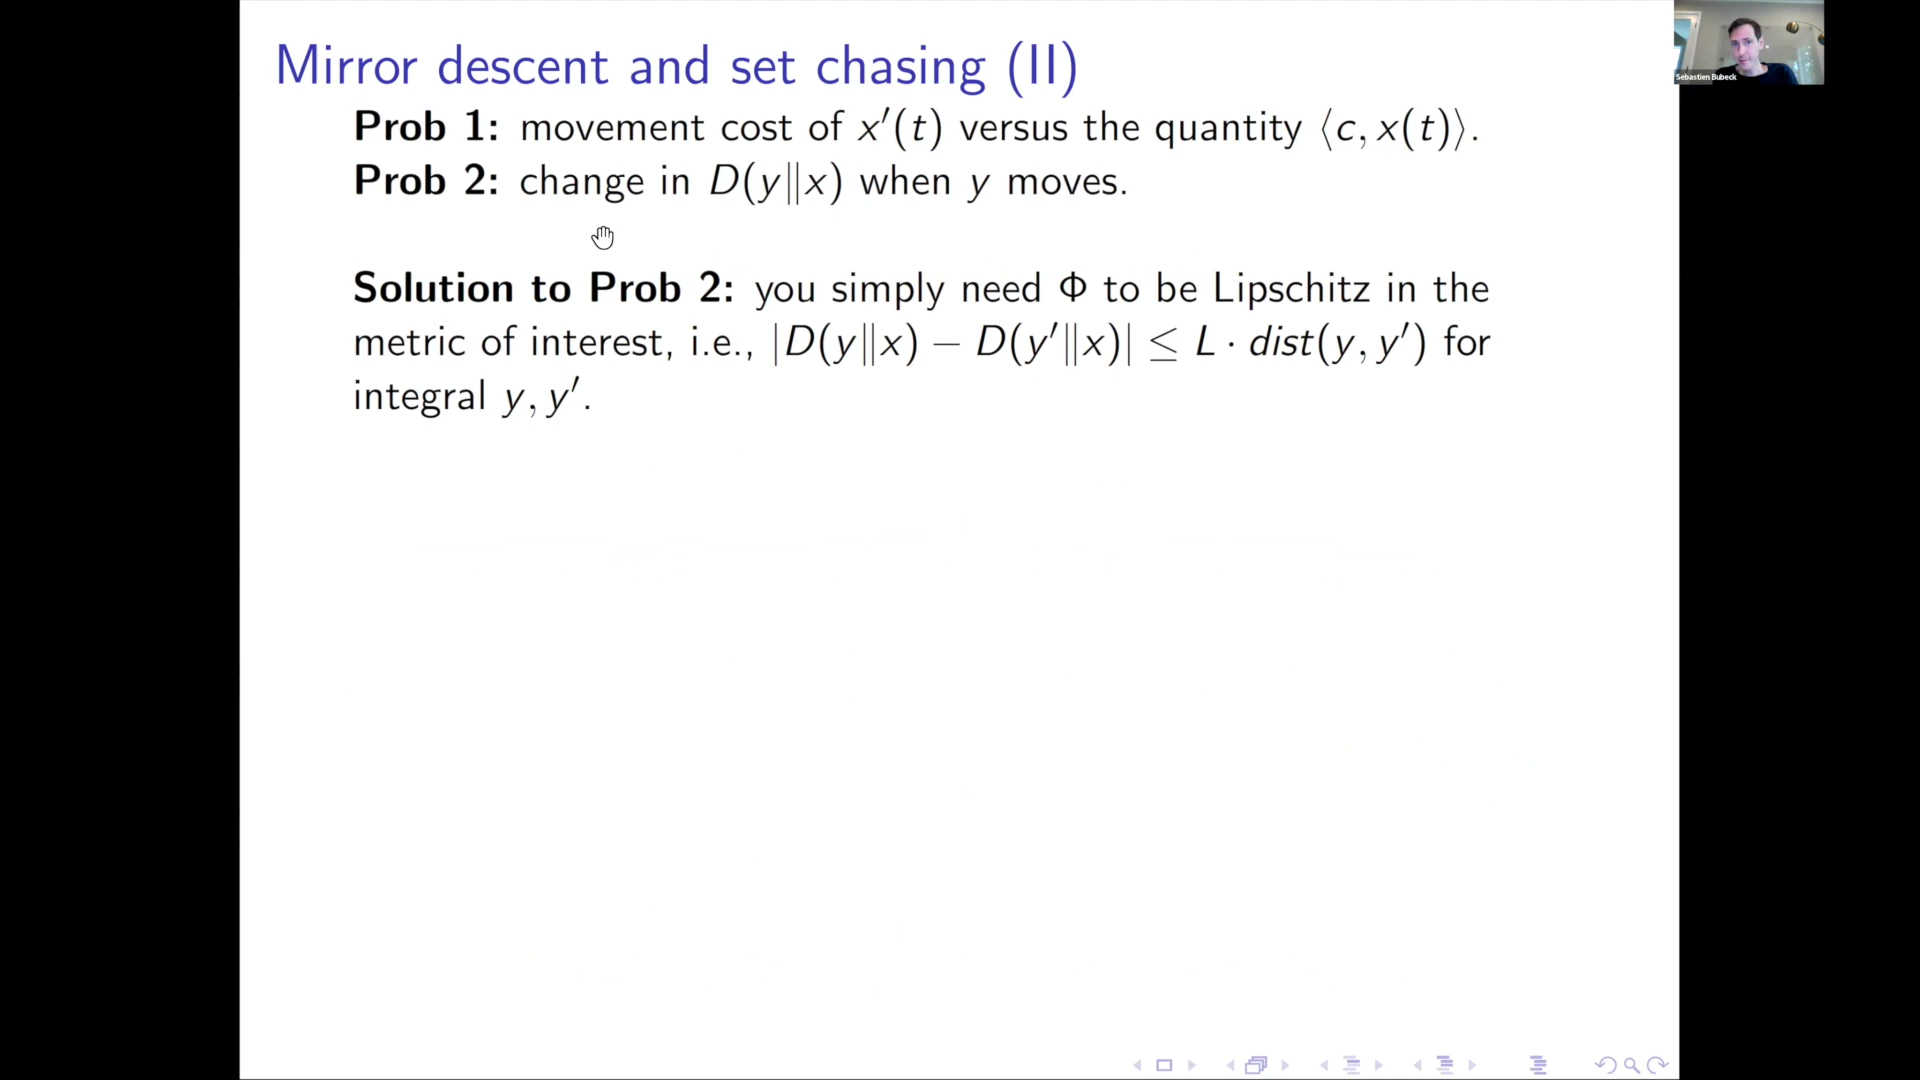 Mirror descent and set chasing (II)
Sebastien Bubeck
Prob 1: movement cost of x′(t) versus the quantity ⟨c, x(t)⟩.
Prob 2: change in D(y‖x) when y moves.
Solution to Prob 2: you simply need Φ to be Lipschitz in the
metric of interest, i.e., |D(y‖x) − D(y′‖x)| ≤ L · dist(y, y′) for
integral y, y′.